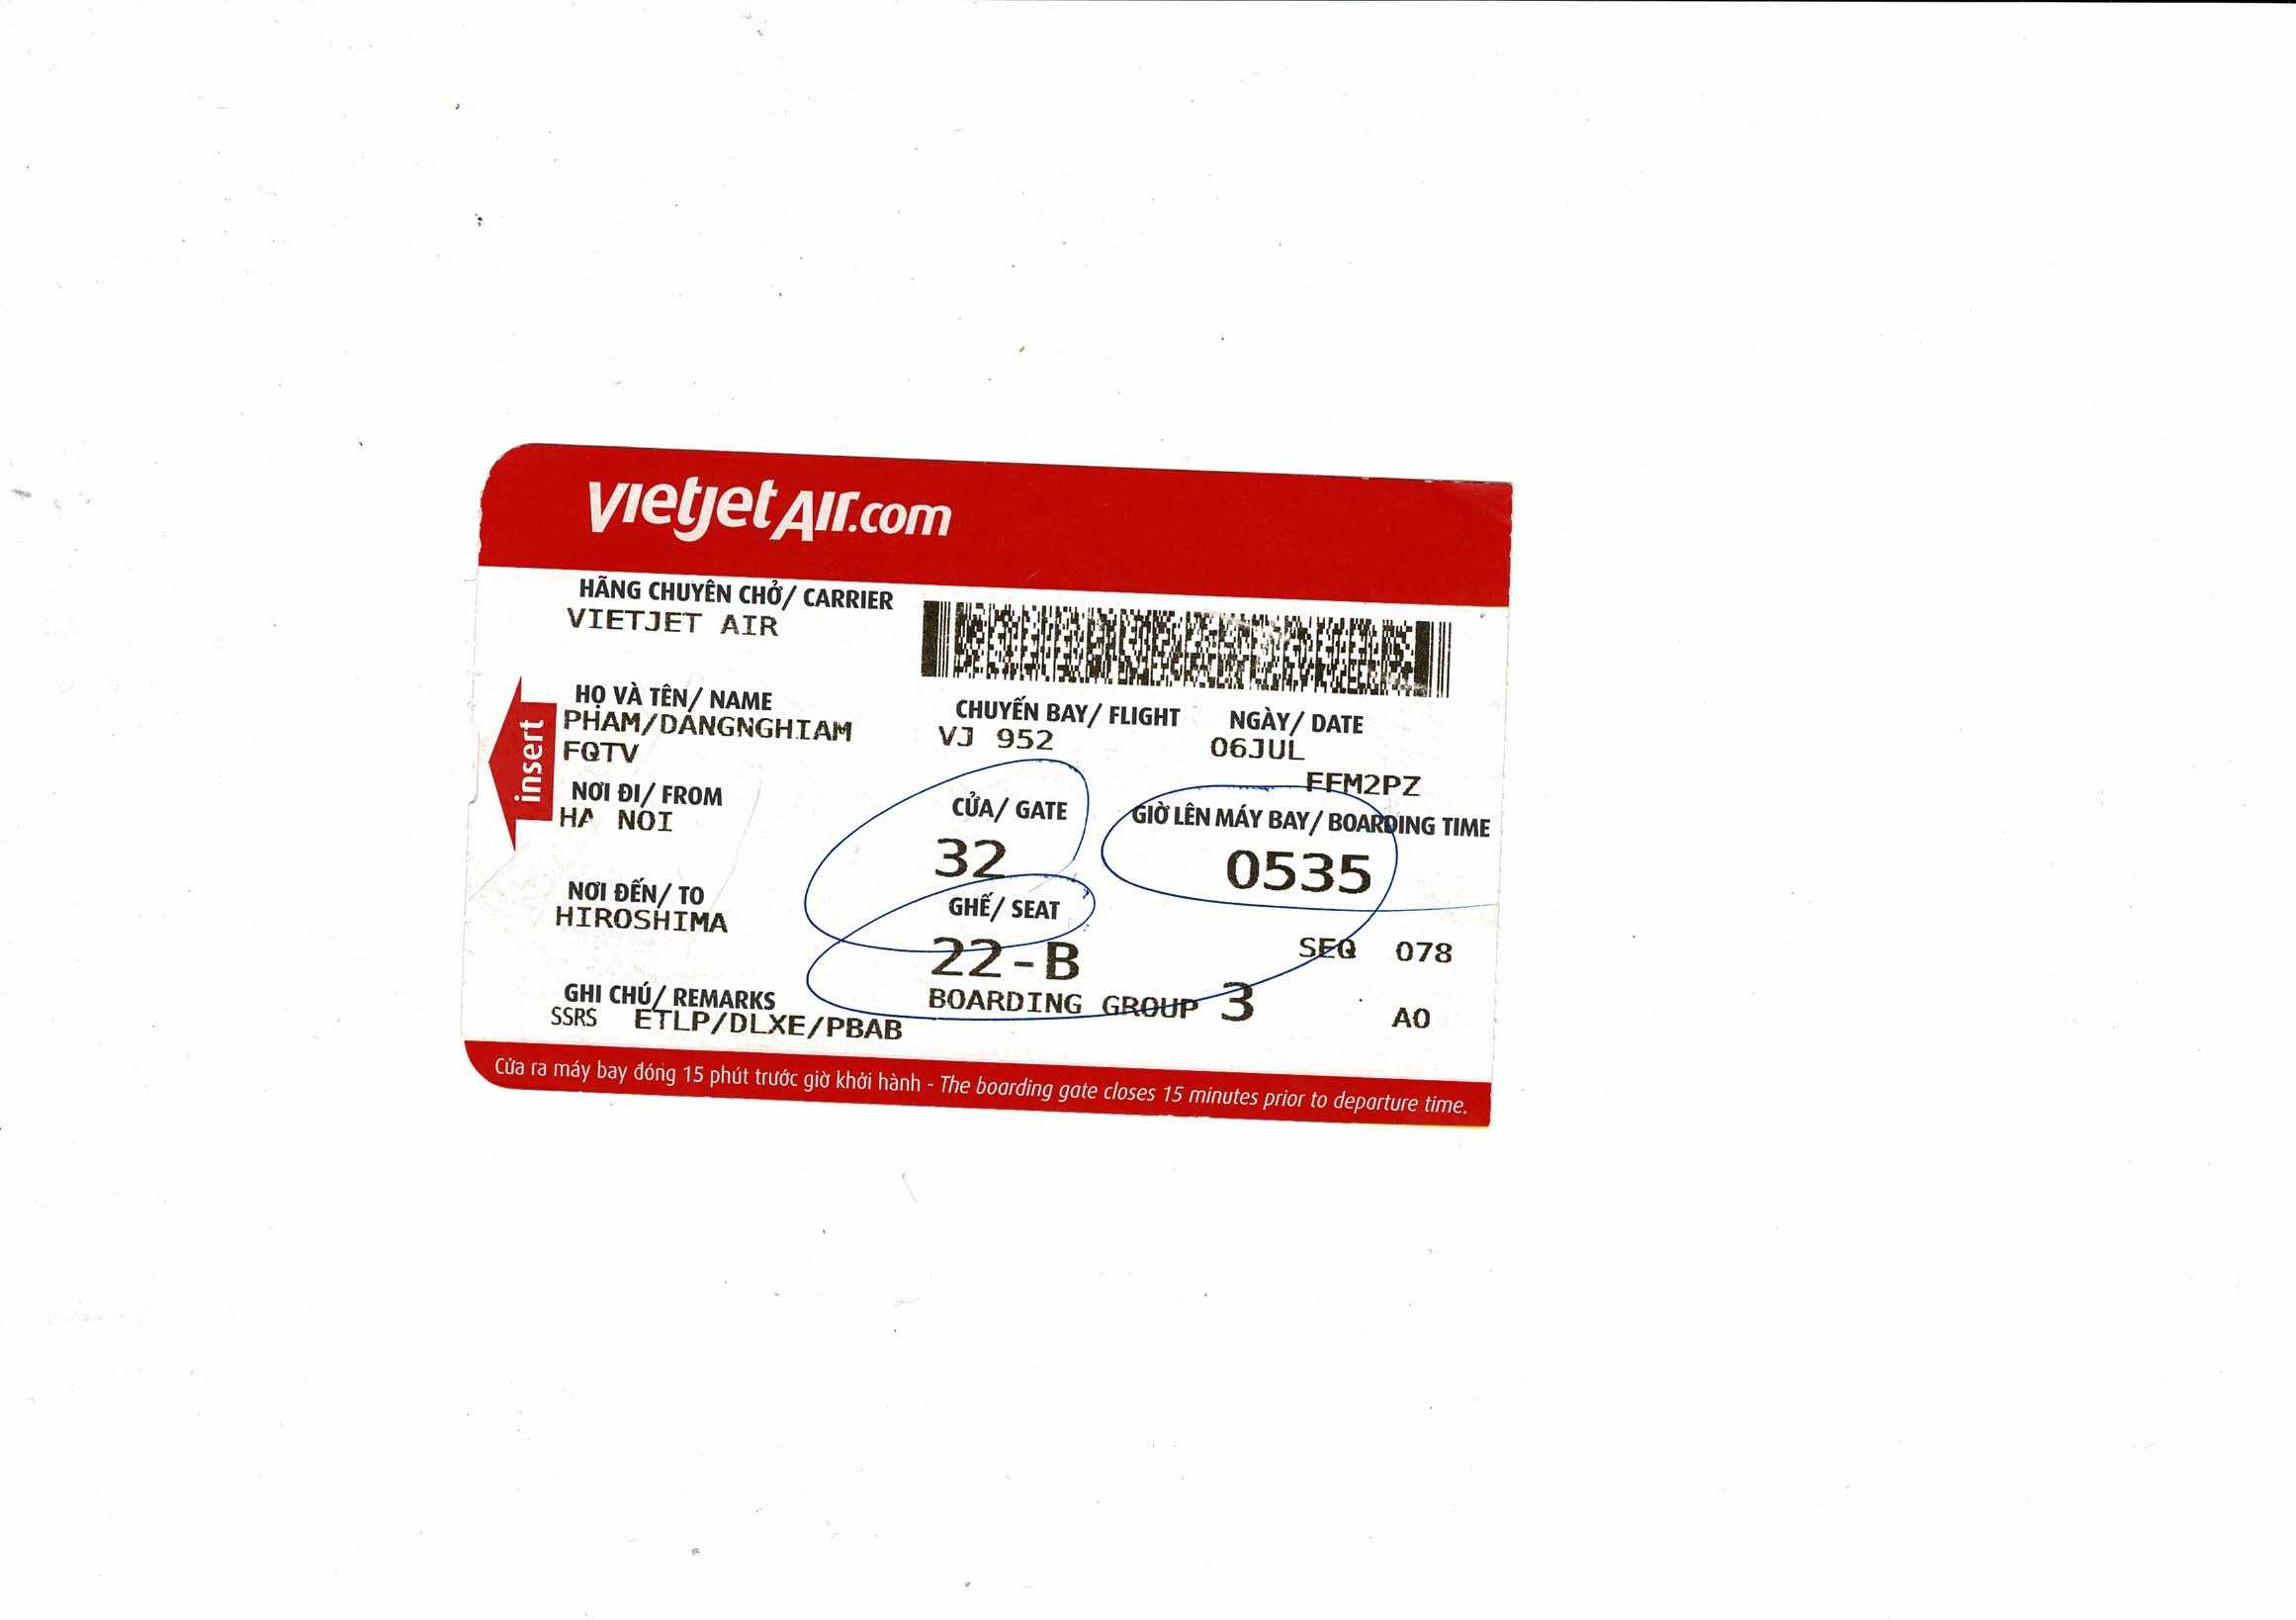 vietjetAir.com
HÃNG CHUYÊN CHỞ/ CARRIER
VIETJET AIR
HỌ VÀ TÊN/ NAME
PHAM/DANGNGHIAM
FQTV
CHUYẾN BAY/ FLIGHT NGÀY/ DATE
VJ 952 06JUL
FFM2PZ
insert
NƠI ĐI/ FROM
HA NOI
CỬA/ GATE GIỜ LÊN MÁY BAY/ BOARDING TIME
32 0535
NƠI ĐẾN/ TO
HIROSHIMA
GHẾ/ SEAT
22-B SEQ 078
GHI CHÚ/ REMARKS
SSRS ETLP/DLXE/PBAB
BOARDING GROUP 3 A0
Cửa ra máy bay đóng 15 phút trước giờ khởi hành - The boarding gate closes 15 minutes prior to departure time.